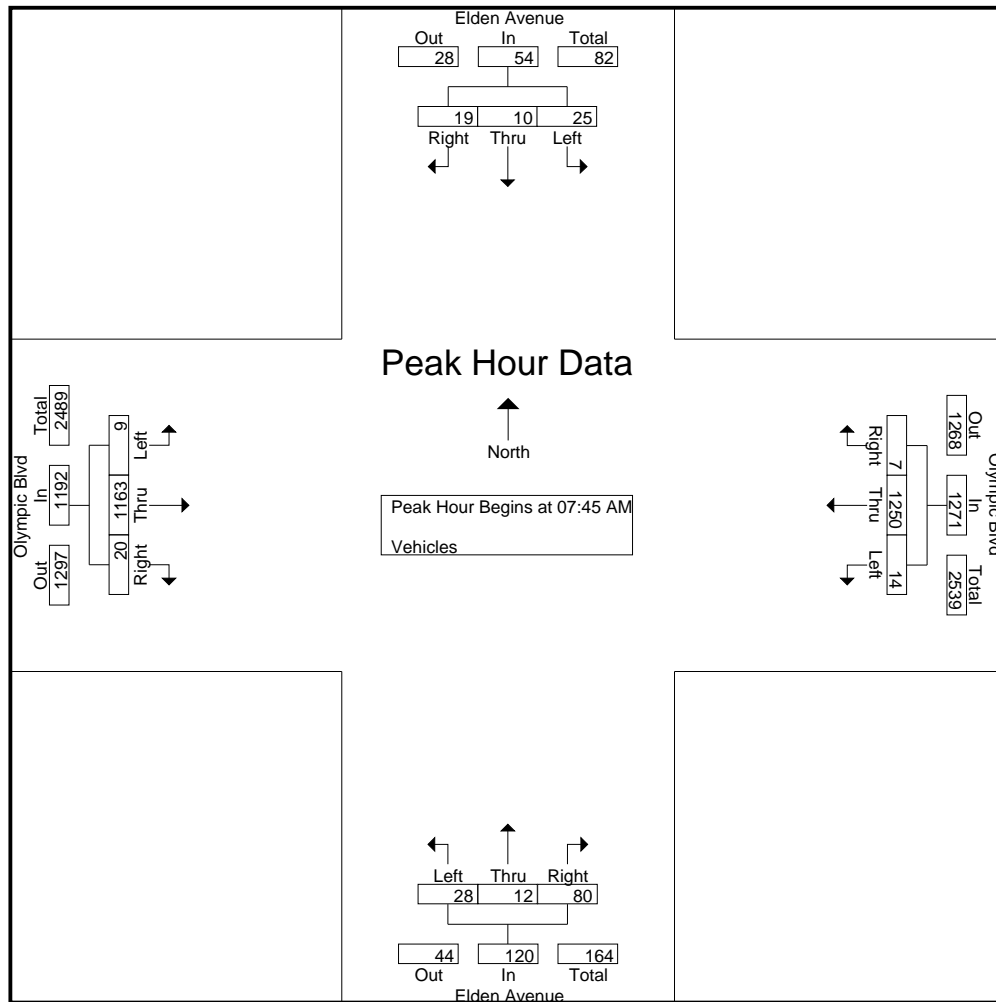 Elden Avenue
Out In Total
28 54 82
19 10 25
Right Thru Left
Peak Hour Data
North
Peak Hour Begins at 07:45 AM
Vehicles
Olympic Blvd
Total In Out
2489 1192 1297
9 1163 20
Left Thru Right
Olympic Blvd
Out In Total
1268 1271 2539
7 1250 14
Right Thru Left
Left Thru Right
28 12 80
44 120 164
Out In Total
Elden Avenue